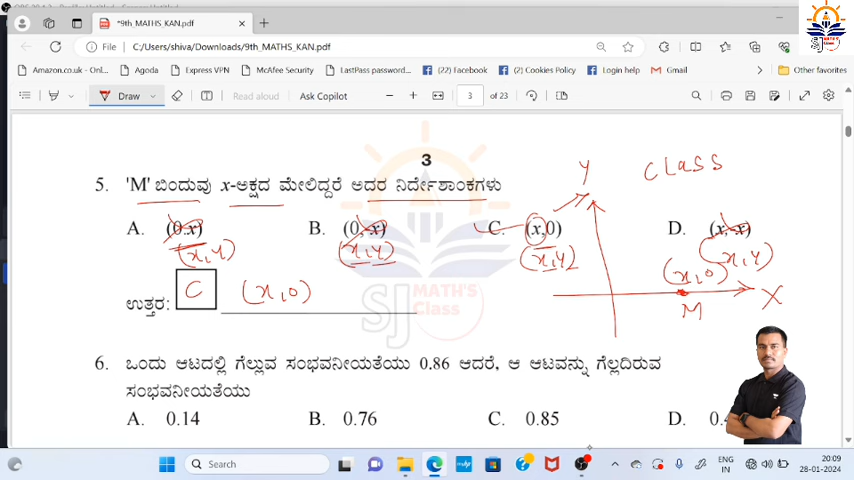 *9th_MATHS_KAN.pdf
File C:/Users/shiva/Downloads/9th_MATHS_KAN.pdf
Amazon.co.uk - Onl... Agoda Express VPN McAfee Security LastPass password... (22) Facebook (2) Cookies Policy Login help Gmail Other favorites
Draw Read aloud Ask Copilot 3 of 23
3
5. 'M' ಬಿಂದುವು x-ಅಕ್ಷದ ಮೇಲಿದ್ದರೆ ಅದರ ನಿರ್ದೇಶಾಂಕಗಳು
Y CLASS
A. (0, x) B. (0, -x) C. (x,0) D. (x, -x)
(x,y) (x,y) (x,y) (x,y)
(x,0)
ಉತ್ತರ: C (x,0)
M X
MATH'S
SJ Class
6. ಒಂದು ಆಟದಲ್ಲಿ ಗೆಲ್ಲುವ ಸಂಭವನೀಯತೆಯು 0.86 ಆದರೆ, ಆ ಆಟವನ್ನು ಗೆಲ್ಲದಿರುವ
ಸಂಭವನೀಯತೆಯು
A. 0.14 B. 0.76 C. 0.85 D. 0.
Search ENG IN 20:09 28-01-2024